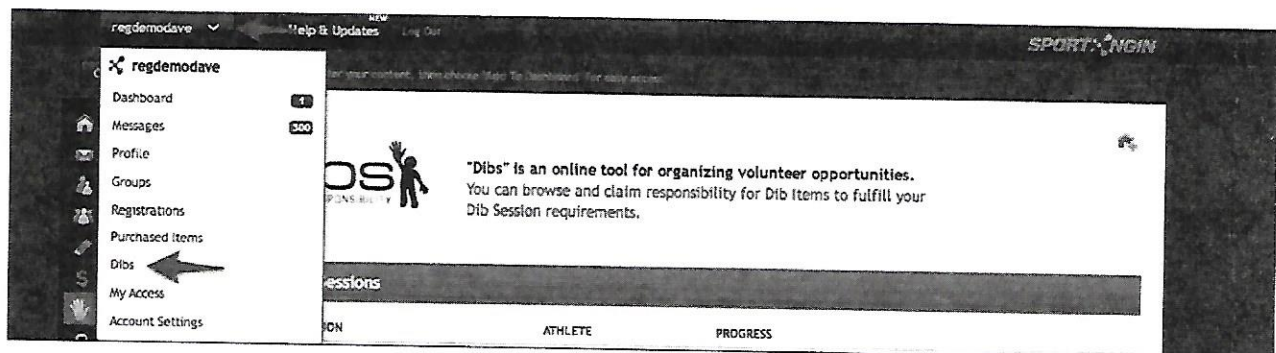 regdemodave Help & Updates NEW Log Out
SPORT NGIN
regdemodave
Dashboard 1
Messages 300
Profile
Groups
Registrations
Purchased Items
Dibs
My Access
Account Settings
"Dibs" is an online tool for organizing volunteer opportunities.
You can browse and claim responsibility for Dib Items to fulfill your
Dib Session requirements.
essions
ON ATHLETE PROGRESS